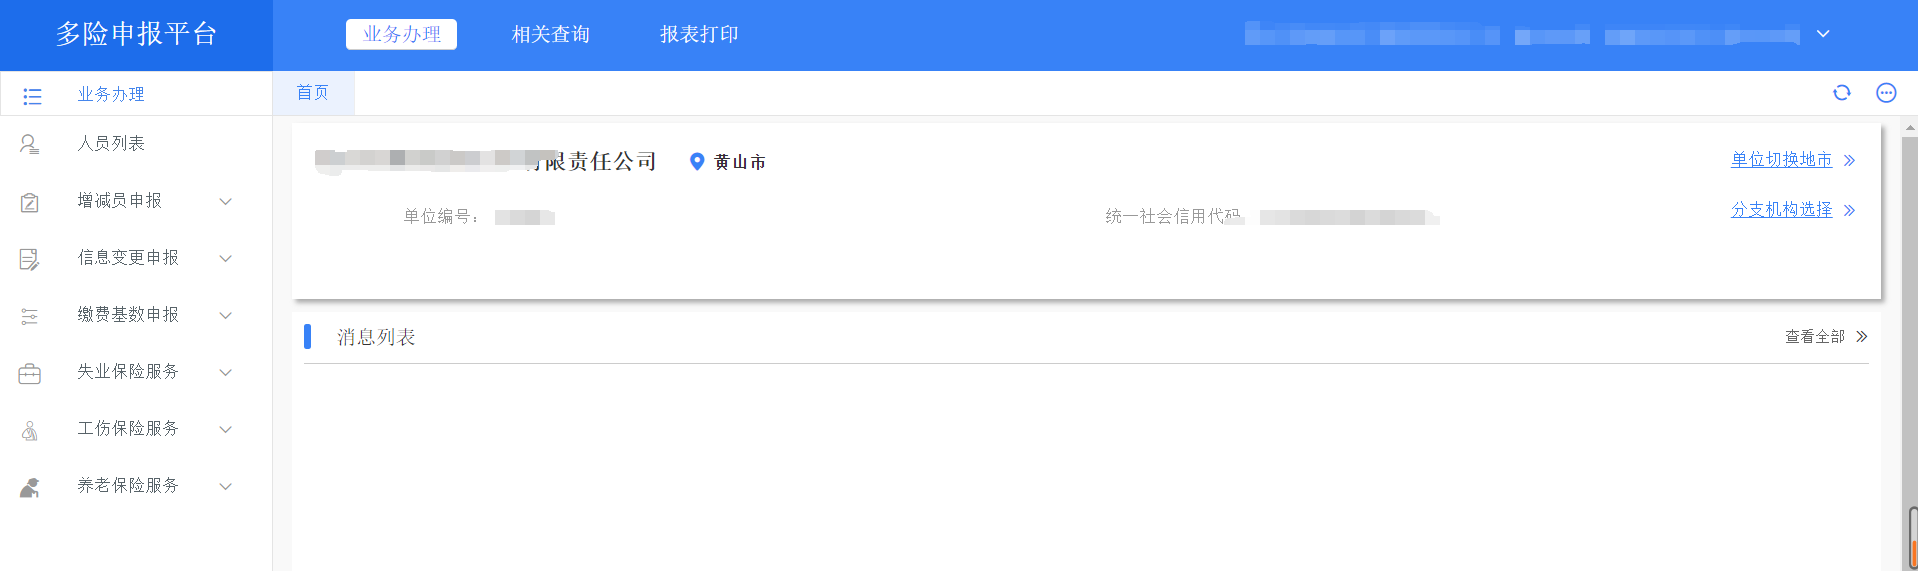 多险申报平台
业务办理
相关查询
报表打印
业务办理
首页
人员列表
增减员申报
信息变更申报
缴费基数申报
失业保险服务
工伤保险服务
养老保险服务
限责任公司
黄山市
单位切换地市
单位编号：
统一社会信用代码
分支机构选择
消息列表
查看全部